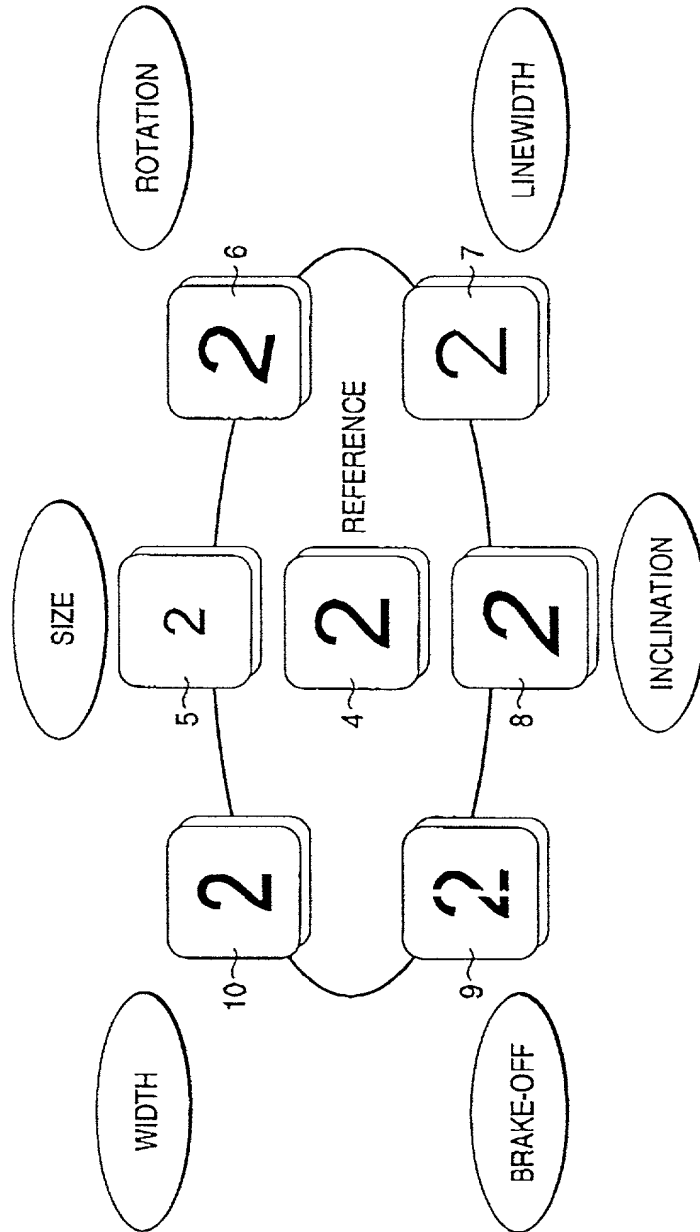 SIZE
WIDTH
ROTATION
5 2
10 2
2 6
4 2 REFERENCE
9 2
2 7
8 2
BRAKE-OFF
LINEWIDTH
INCLINATION